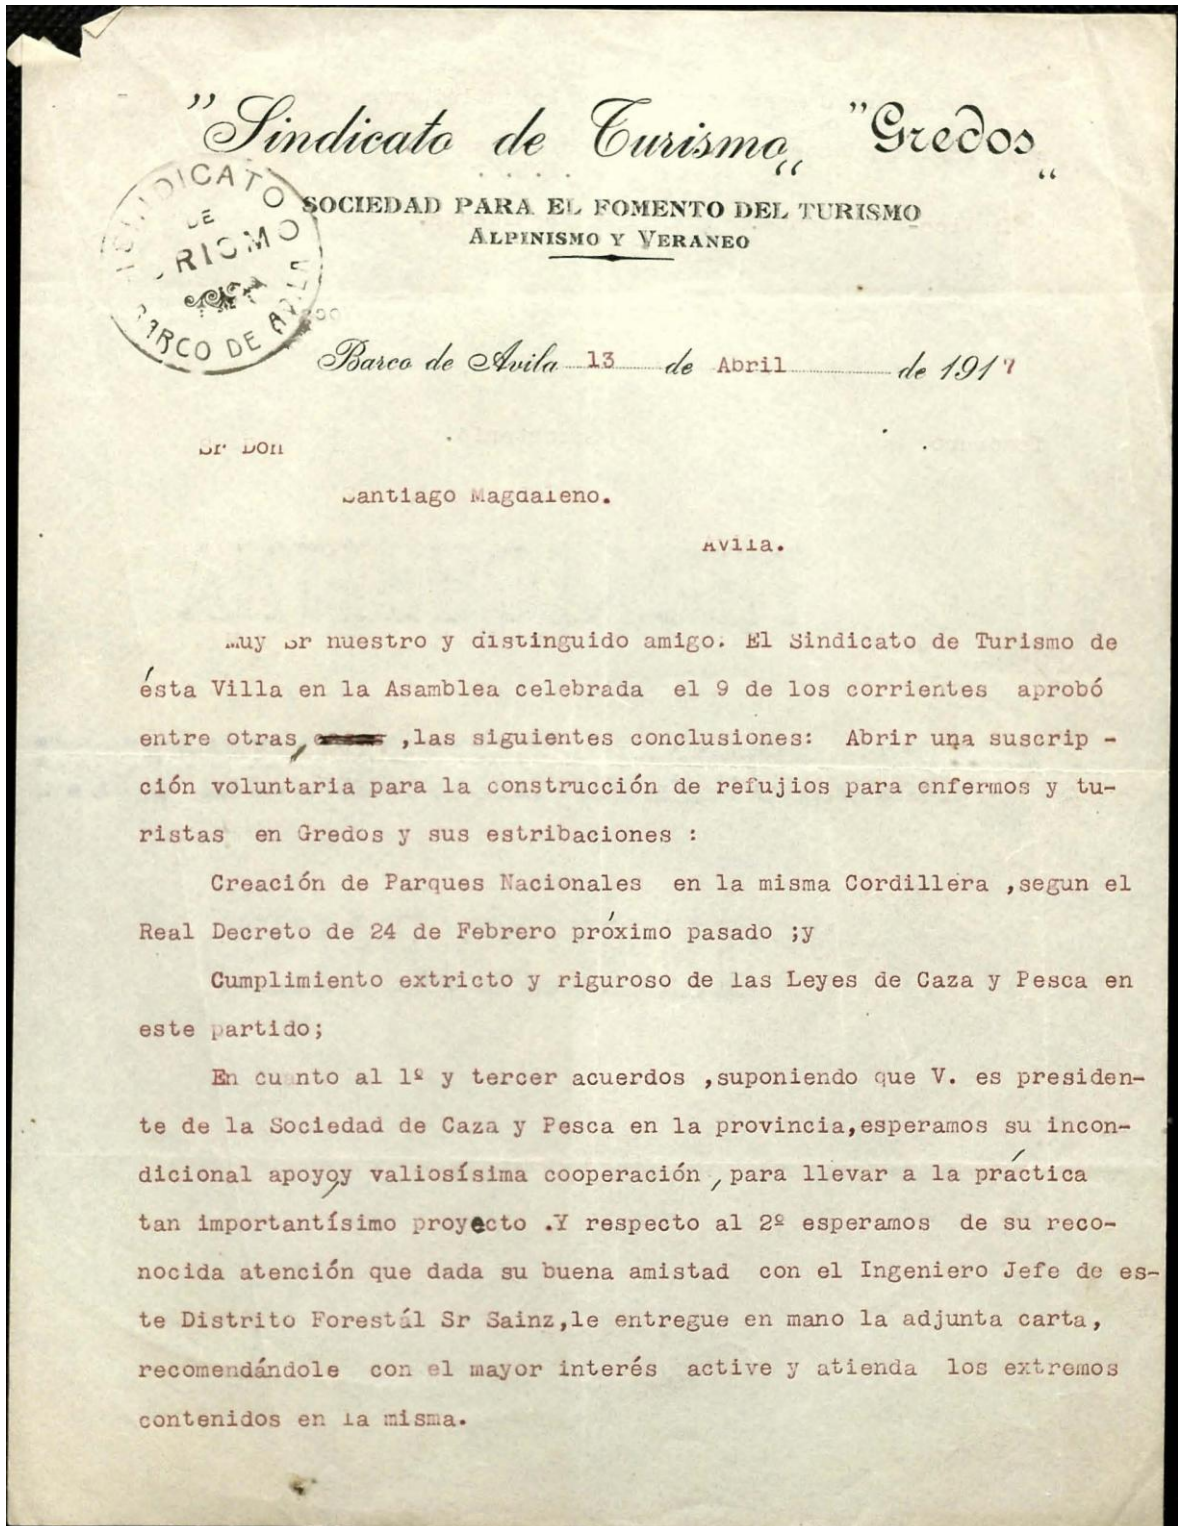 "Sindicato de Turismo" "Gredos"
SOCIEDAD PARA EL FOMENTO DEL TURISMO
ALPINISMO Y VERANEO
SINDICATO
DE
TURISMO
BARCO DE AVILA
Barco de Avila 13 de Abril de 1917
Sr Don
Santiago Magdaleno.
Avila.
Muy Sr nuestro y distinguido amigo. El Sindicato de Turismo de
ésta Villa en la Asamblea celebrada el 9 de los corrientes aprobó
entre otras, ,las siguientes conclusiones: Abrir una suscrip -
ción voluntaria para la construcción de refujios para enfermos y tu-
ristas en Gredos y sus estribaciones :
Creación de Parques Nacionales en la misma Cordillera ,segun el
Real Decreto de 24 de Febrero próximo pasado ;y
Cumplimiento extricto y riguroso de las Leyes de Caza y Pesca en
este partido;
En cuanto al 1º y tercer acuerdos ,suponiendo que V. es presiden-
te de la Sociedad de Caza y Pesca en la provincia,esperamos su incon-
dicional apoyo,y valiosísima cooperación, para llevar a la práctica
tan importantísimo proyecto .Y respecto al 2º esperamos de su reco-
nocida atención que dada su buena amistad con el Ingeniero Jefe de es-
te Distrito Forestál Sr Sainz,le entregue en mano la adjunta carta,
recomendándole con el mayor interés active y atienda los extremos
contenidos en la misma.